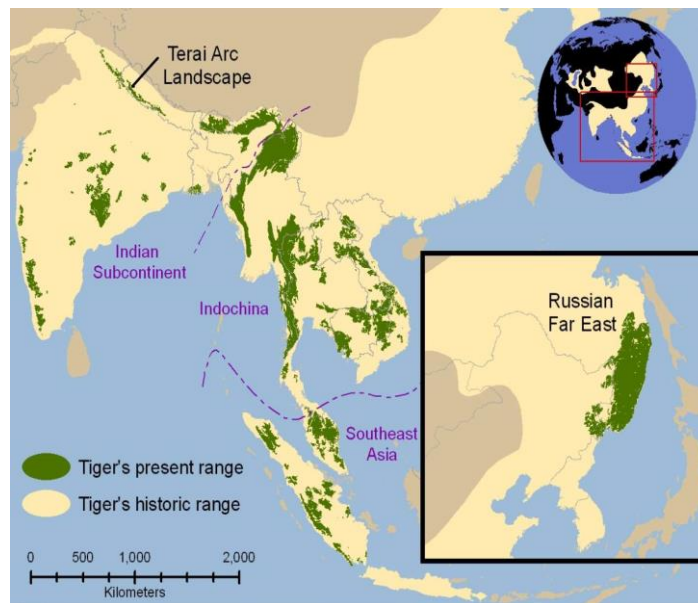 Terai Arc
Landscape
Indian
Subcontinent
Indochina
Southeast
Asia
Russian
Far East
Tiger's present range
Tiger's historic range
0 500 1,000 2,000
Kilometers